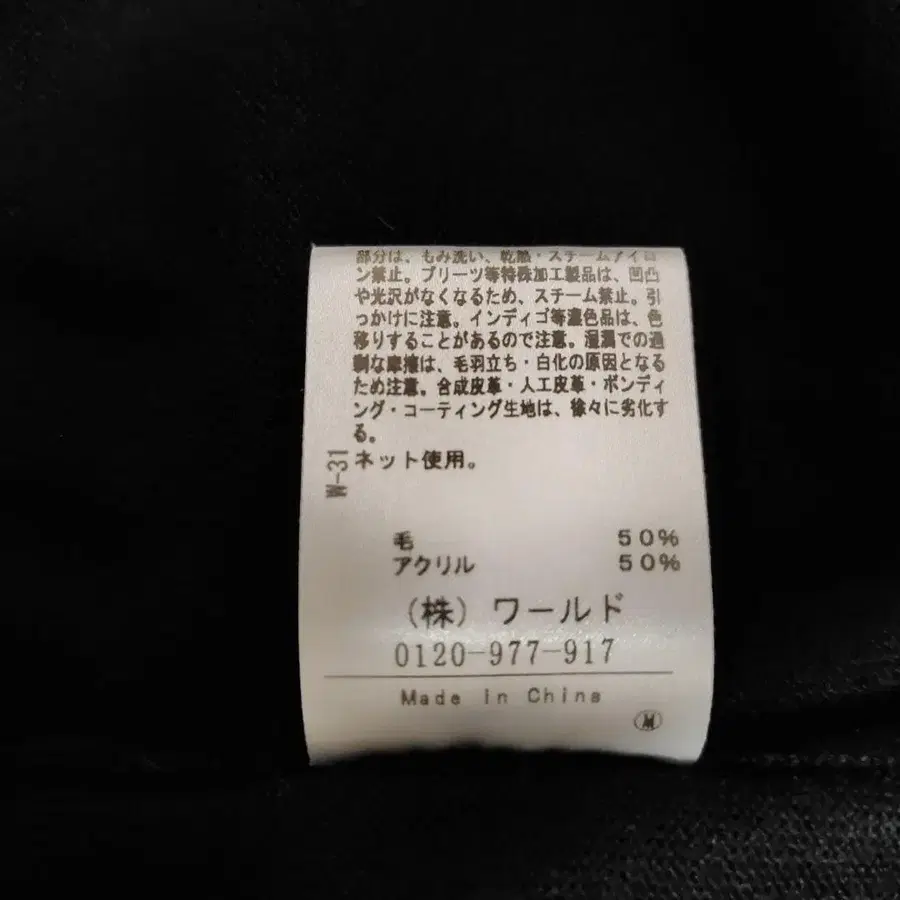 部分は、もみ洗い、乾熱・スチームアイロ
ン禁止。プリーツ等特殊加工製品は、凹凸
や光沢がなくなるため、スチーム禁止。引
っかけに注意。インディゴ等濃色品は、色
移りすることがあるので注意。湿潤での過
剰な摩擦は、毛羽立ち・白化の原因となる
ため注意。合成皮革・人工皮革・ボンディ
ング・コーティング生地は、徐々に劣化す
る。
ネット使用。
W-31
毛 50%
アクリル 50%
(株) ワールド
0120-977-917
Made in China
M